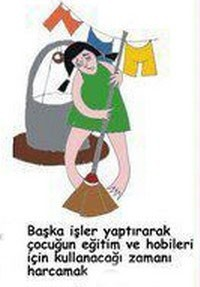 Başka işler yaptırarak
çocuğun eğitim ve hobileri
için kullanacağı zamanı
harcamak